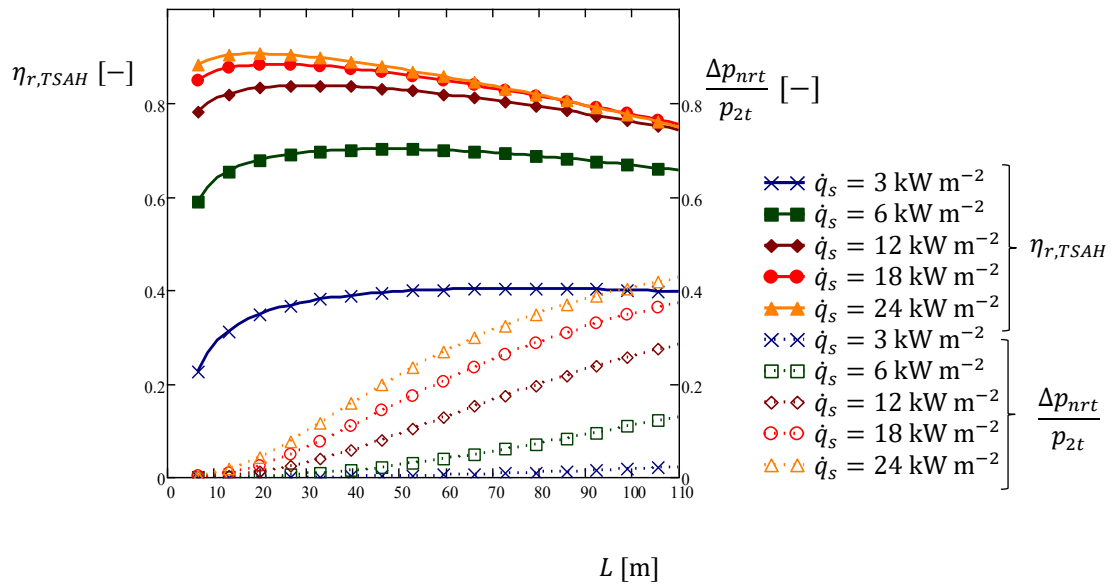 η_{r,TSAH} [−]
Δp_{nrt}/p_{2t} [−]
0.8
0.6
0.4
0.2
0
0.8
0.6
0.4
0.2
0
0 10 20 30 40 50 60 70 80 90 100 110
L [m]
q̇_s = 3 kW m⁻²
q̇_s = 6 kW m⁻²
q̇_s = 12 kW m⁻²
q̇_s = 18 kW m⁻²
q̇_s = 24 kW m⁻²
η_{r,TSAH}
q̇_s = 3 kW m⁻²
q̇_s = 6 kW m⁻²
q̇_s = 12 kW m⁻²
q̇_s = 18 kW m⁻²
q̇_s = 24 kW m⁻²
Δp_{nrt}/p_{2t}